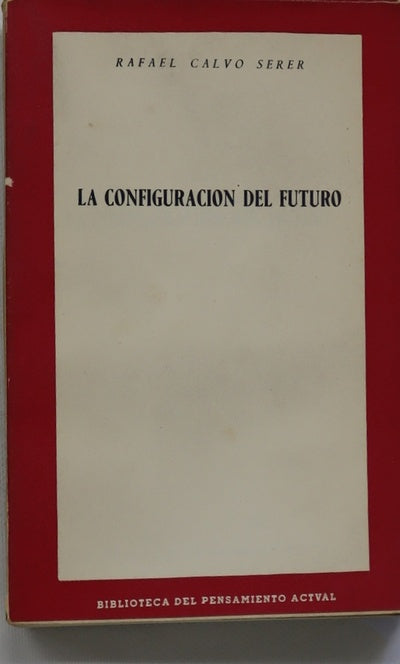 RAFAEL CALVO SERER
LA CONFIGURACION DEL FUTURO
BIBLIOTECA DEL PENSAMIENTO ACTVAL